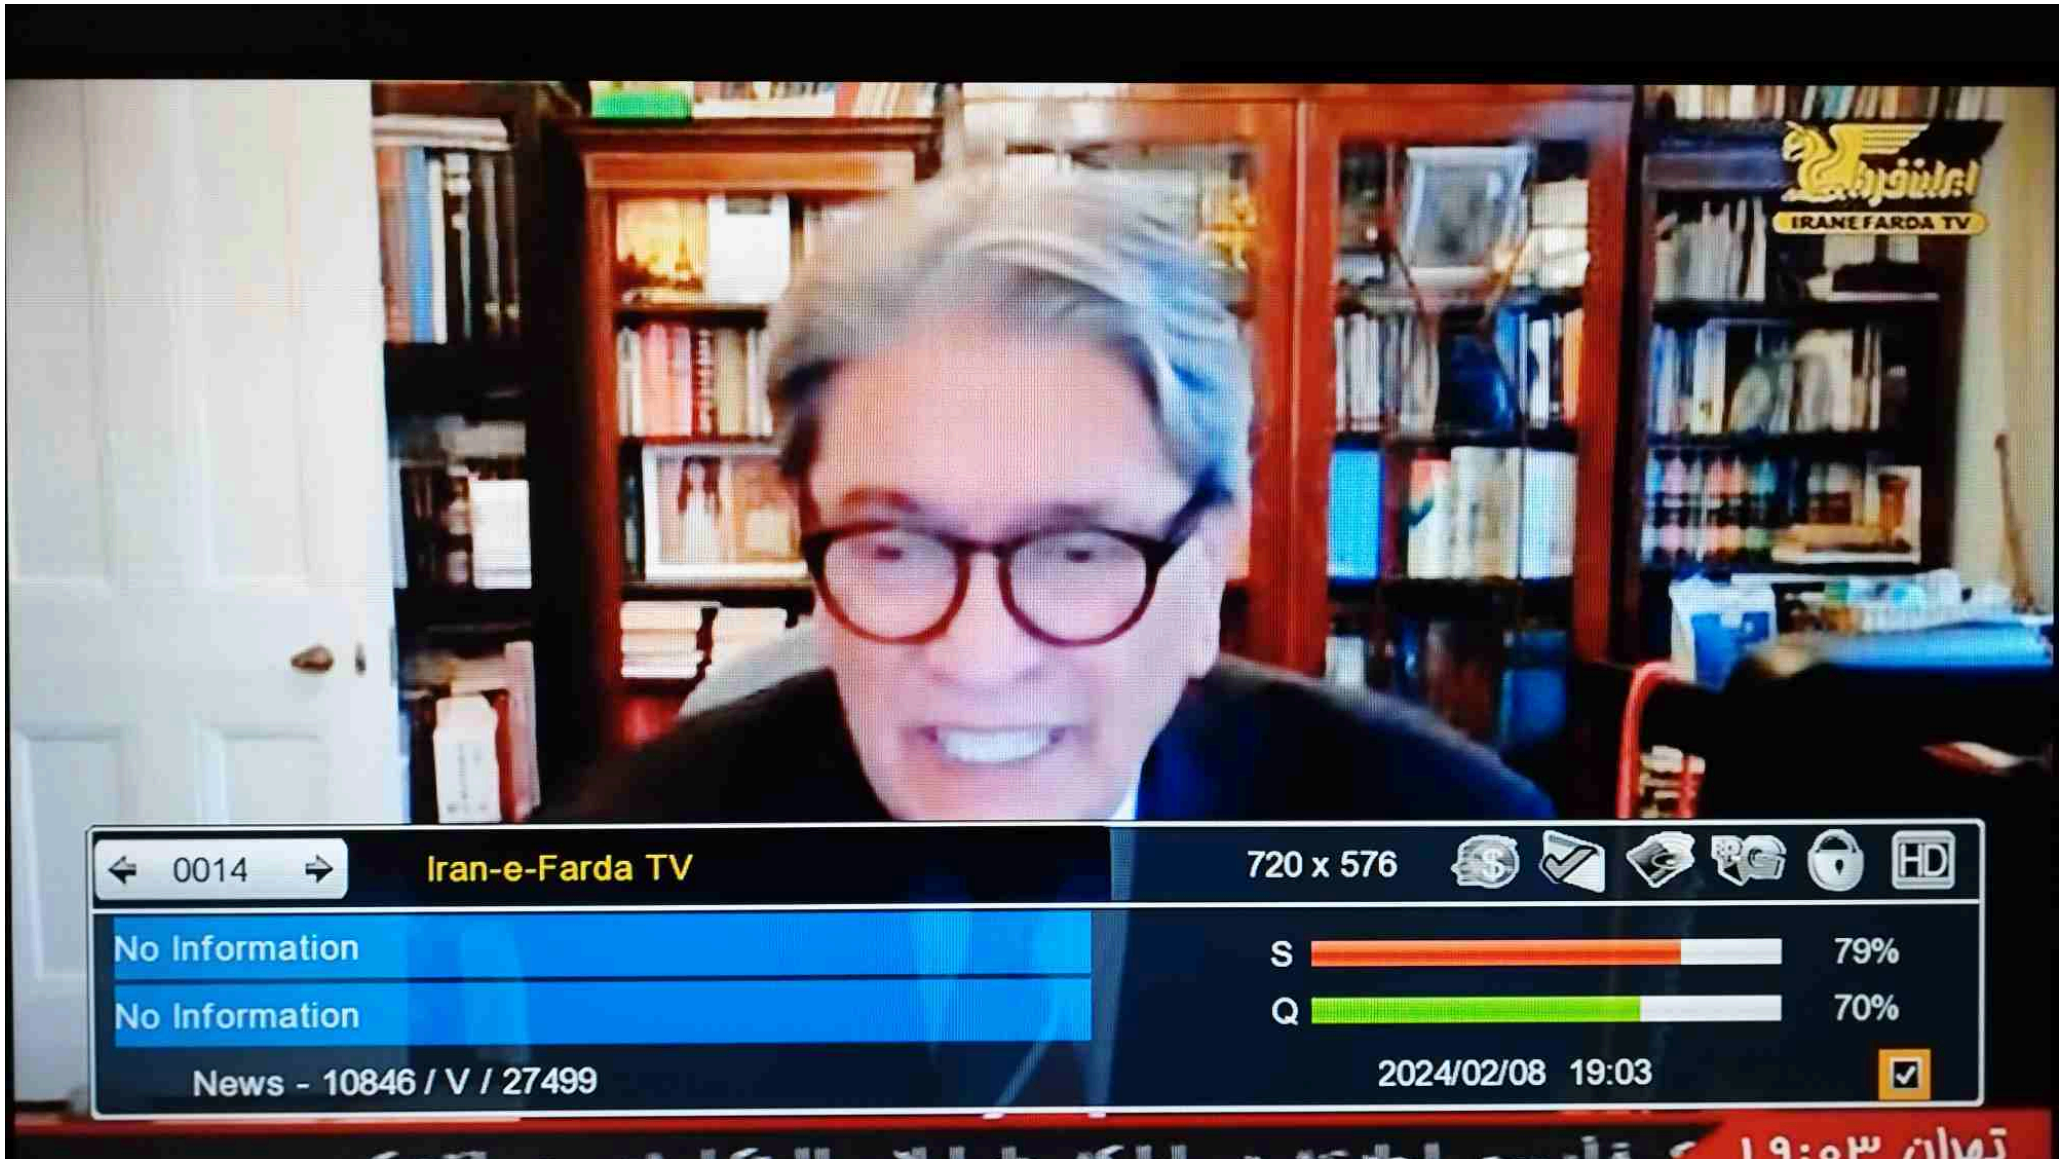 ایرانفردا
IRANE FARDA TV
0014
Iran-e-Farda TV
720 x 576
HD
No Information
S
79%
No Information
Q
70%
News - 10846 / V / 27499
2024/02/08 19:03
تهران ۱۹:۰۳